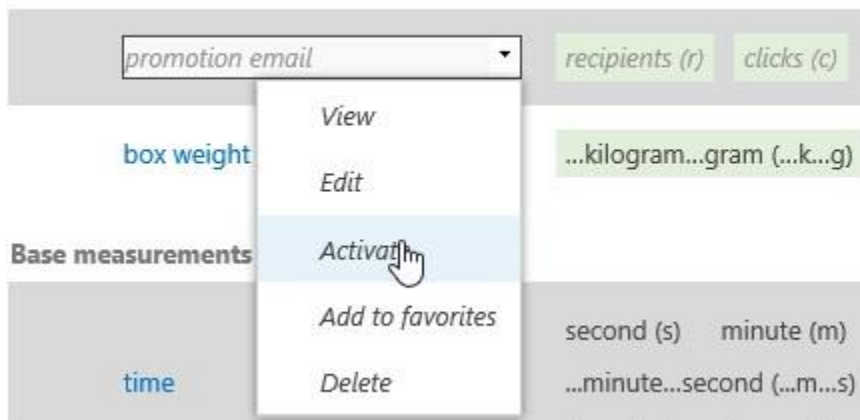 promotion email
recipients (r) clicks (c)
View
box weight
...kilogram...gram (...k...g)
Edit
Base measurements
Activate
Add to favorites
second (s) minute (m)
time
Delete
...minute...second (...m...s)